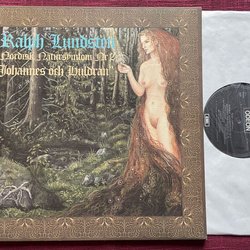 Ralph Lundsten
Nordisk Natursymfoni Nr 2
Johannes och Huldran